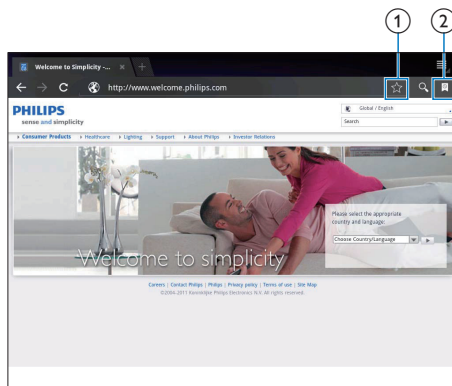 1 2
Welcome to Simplicity -...
http://www.welcome.philips.com
PHILIPS
sense and simplicity
Global / English
Search
Consumer Products Healthcare Lighting Support About Philips Investor Relations
Please select the appropriate
country and language:
Choose Country/Language
Welcome to simplicity
Careers | Contact Philips | Philips | Privacy policy | Terms of use | Site Map
©2004-2011 Koninklijke Philips Electronics N.V. All rights reserved.